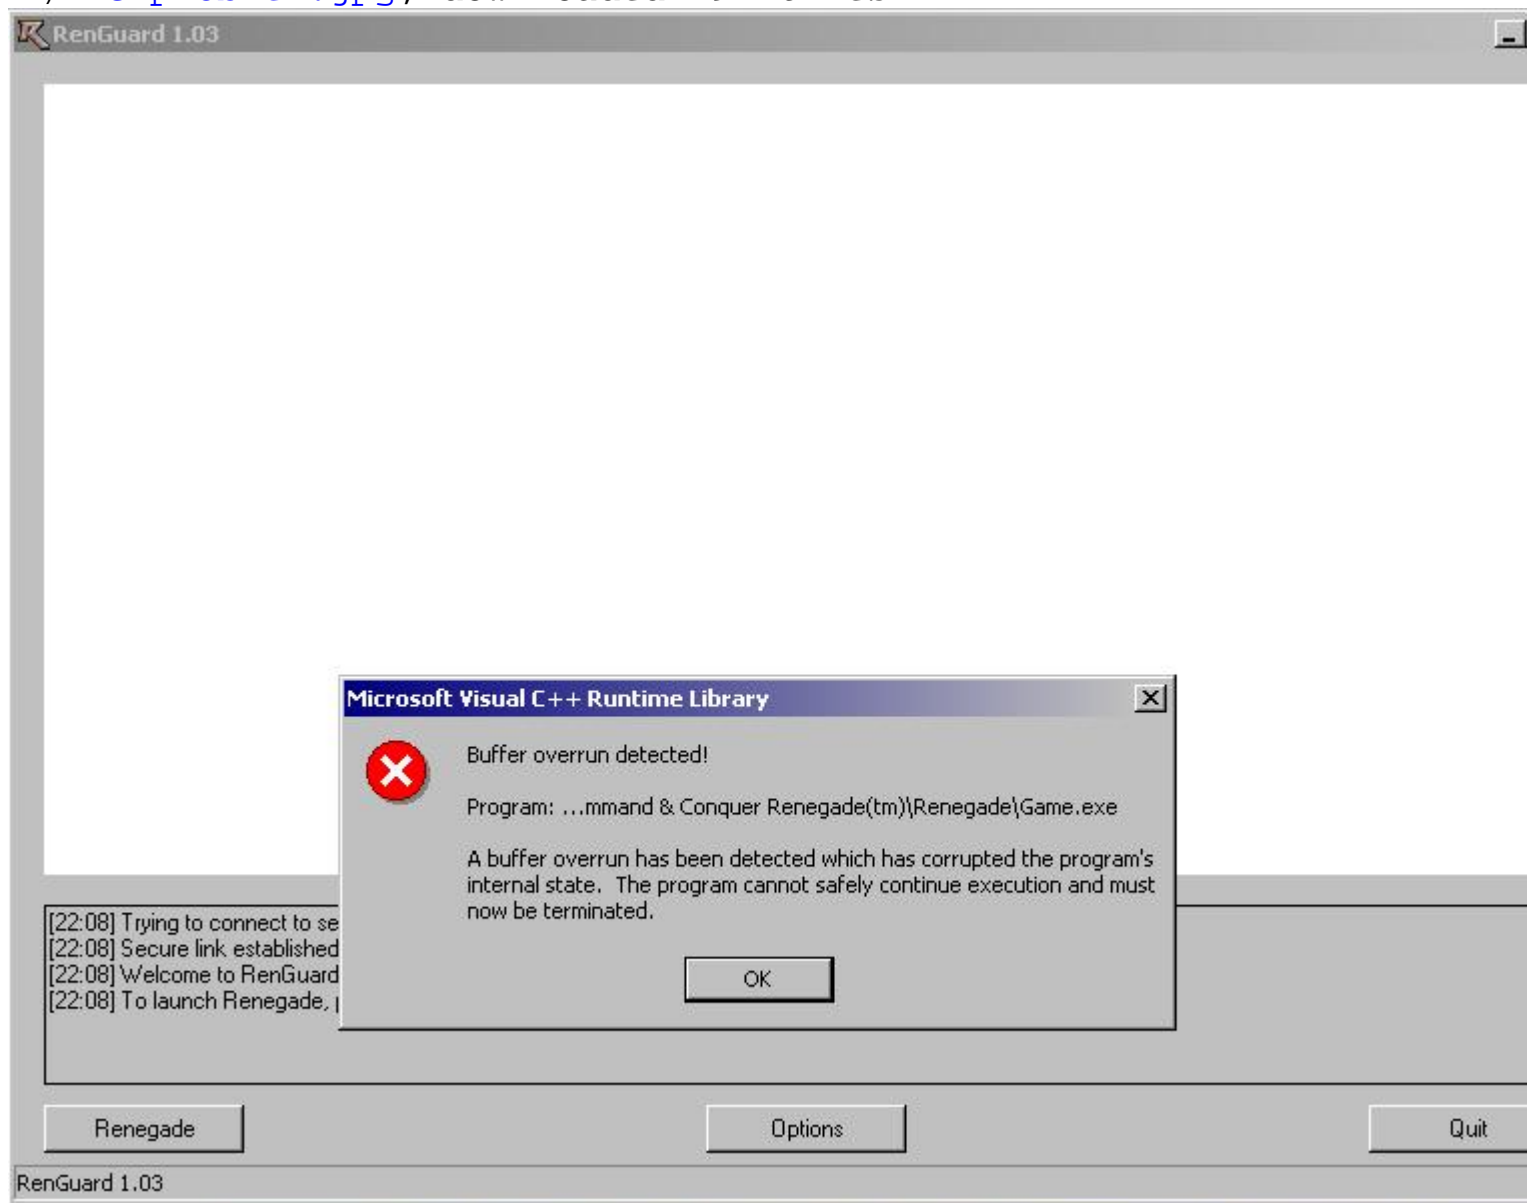 RenGuard 1.03
Microsoft Visual C++ Runtime Library
Buffer overrun detected!
Program: ...mmand & Conquer Renegade(tm)\Renegade\Game.exe
A buffer overrun has been detected which has corrupted the program's
internal state.  The program cannot safely continue execution and must
now be terminated.
OK
[22:08] Trying to connect to
[22:08] Secure link established
[22:08] Welcome to RenGuard
[22:08] To launch Renegade,
Renegade
Options
Quit
RenGuard 1.03